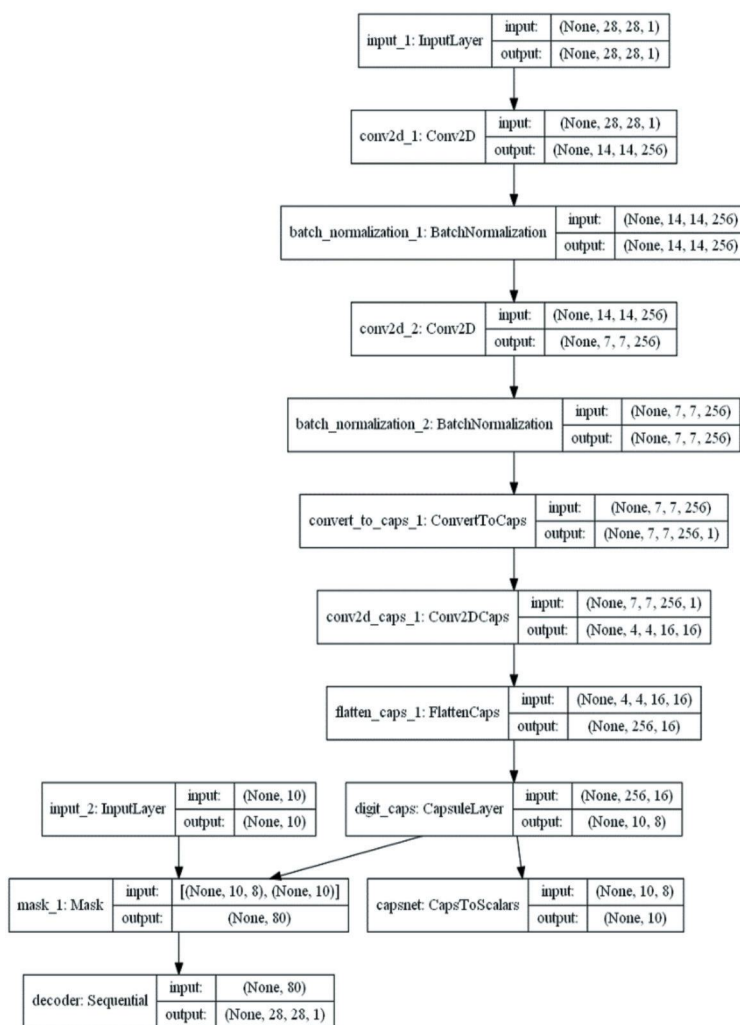 input_1: InputLayer
input: (None, 28, 28, 1)
output: (None, 28, 28, 1)
conv2d_1: Conv2D
input: (None, 28, 28, 1)
output: (None, 14, 14, 256)
batch_normalization_1: BatchNormalization
input: (None, 14, 14, 256)
output: (None, 14, 14, 256)
conv2d_2: Conv2D
input: (None, 14, 14, 256)
output: (None, 7, 7, 256)
batch_normalization_2: BatchNormalization
input: (None, 7, 7, 256)
output: (None, 7, 7, 256)
convert_to_caps_1: ConvertToCaps
input: (None, 7, 7, 256)
output: (None, 7, 7, 256, 1)
conv2d_caps_1: Conv2DCaps
input: (None, 7, 7, 256, 1)
output: (None, 4, 4, 16, 16)
flatten_caps_1: FlattenCaps
input: (None, 4, 4, 16, 16)
output: (None, 256, 16)
input_2: InputLayer
input: (None, 10)
output: (None, 10)
digit_caps: CapsuleLayer
input: (None, 256, 16)
output: (None, 10, 8)
mask_1: Mask
input: [(None, 10, 8), (None, 10)]
output: (None, 80)
capsnet: CapsToScalars
input: (None, 10, 8)
output: (None, 10)
decoder: Sequential
input: (None, 80)
output: (None, 28, 28, 1)